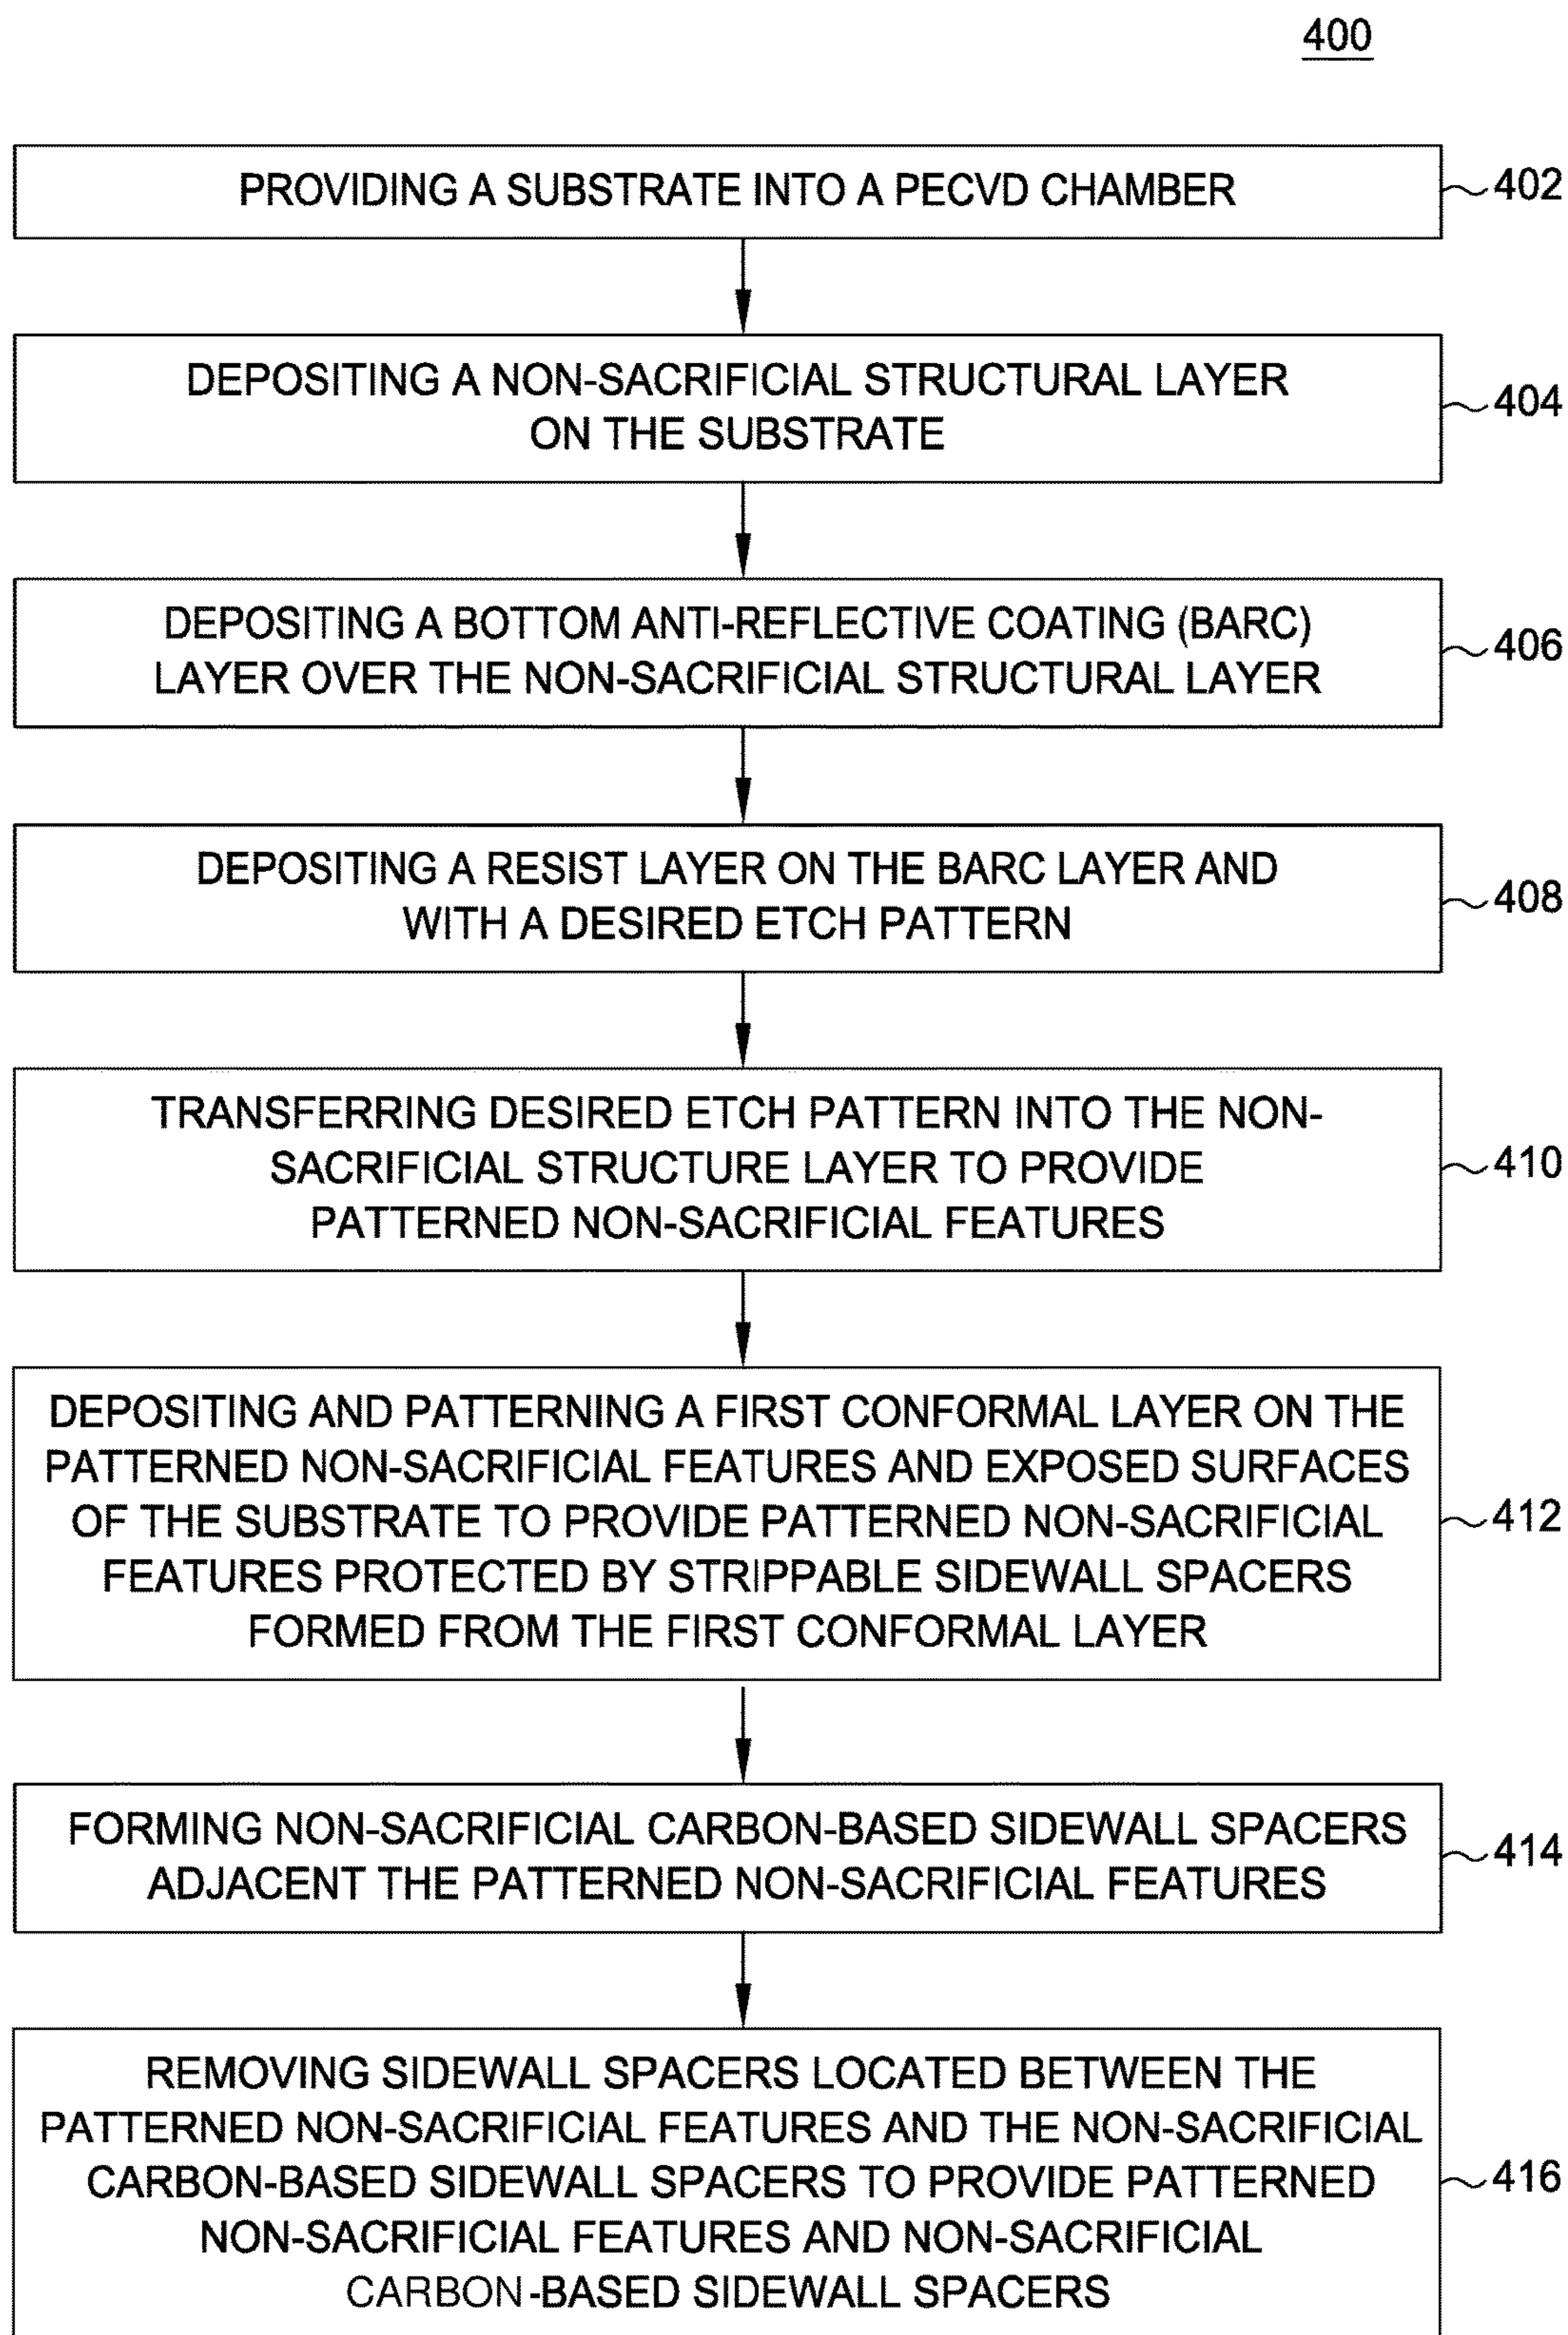 400
PROVIDING A SUBSTRATE INTO A PECVD CHAMBER
402
DEPOSITING A NON-SACRIFICIAL STRUCTURAL LAYER
ON THE SUBSTRATE
404
DEPOSITING A BOTTOM ANTI-REFLECTIVE COATING (BARC)
LAYER OVER THE NON-SACRIFICIAL STRUCTURAL LAYER
406
DEPOSITING A RESIST LAYER ON THE BARC LAYER AND
WITH A DESIRED ETCH PATTERN
408
TRANSFERRING DESIRED ETCH PATTERN INTO THE NON-
SACRIFICIAL STRUCTURE LAYER TO PROVIDE
PATTERNED NON-SACRIFICIAL FEATURES
410
DEPOSITING AND PATTERNING A FIRST CONFORMAL LAYER ON THE
PATTERNED NON-SACRIFICIAL FEATURES AND EXPOSED SURFACES
OF THE SUBSTRATE TO PROVIDE PATTERNED NON-SACRIFICIAL
FEATURES PROTECTED BY STRIPPABLE SIDEWALL SPACERS
FORMED FROM THE FIRST CONFORMAL LAYER
412
FORMING NON-SACRIFICIAL CARBON-BASED SIDEWALL SPACERS
ADJACENT THE PATTERNED NON-SACRIFICIAL FEATURES
414
REMOVING SIDEWALL SPACERS LOCATED BETWEEN THE
PATTERNED NON-SACRIFICIAL FEATURES AND THE NON-SACRIFICIAL
CARBON-BASED SIDEWALL SPACERS TO PROVIDE PATTERNED
NON-SACRIFICIAL FEATURES AND NON-SACRIFICIAL
CARBON-BASED SIDEWALL SPACERS
416